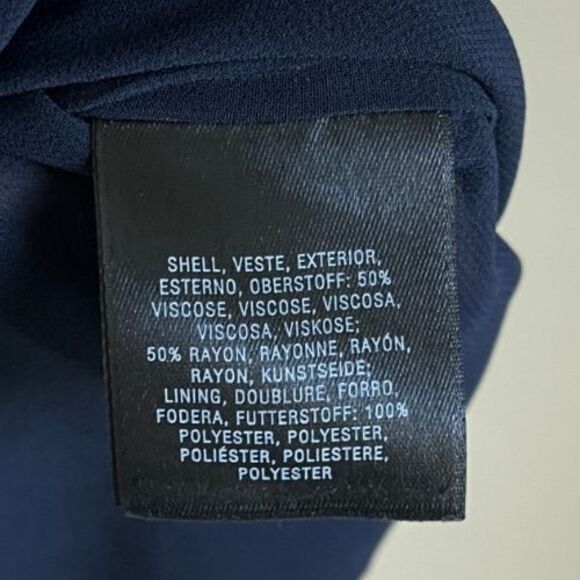 SHELL, VESTE, EXTERIOR,
ESTERNO, OBERSTOFF: 50%
VISCOSE, VISCOSE, VISCOSA,
VISCOSA, VISKOSE;
50% RAYON, RAYONNE, RAYÓN,
RAYON, KUNSTSEIDE;
LINING, DOUBLURE, FORRO,
FODERA, FUTTERSTOFF: 100%
POLYESTER, POLYESTER,
POLIÉSTER, POLIESTERE,
POLYESTER